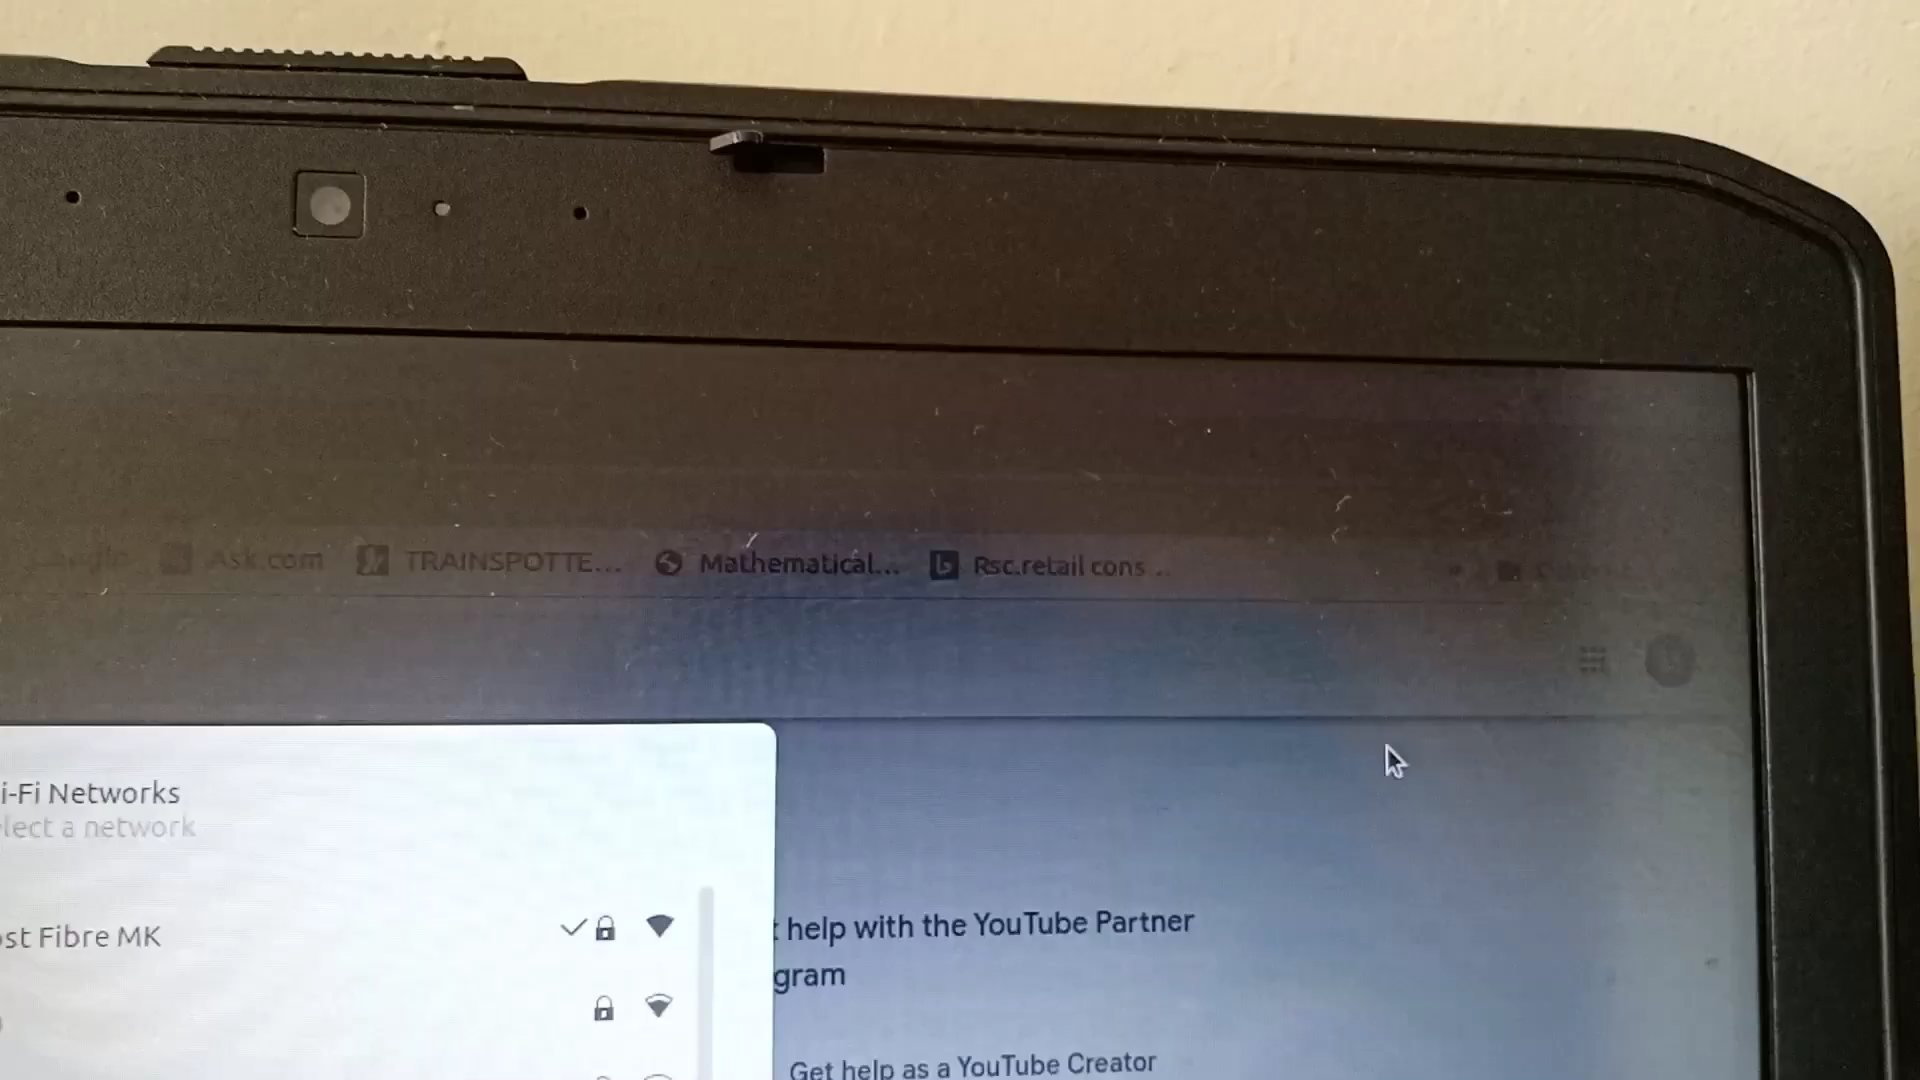 Ask.com TRAINSPOTTE... Mathematical... Rsc.retail cons ...
i-Fi Networks
lect a network
ost Fibre MK
t help with the YouTube Partner
gram
Get help as a YouTube Creator